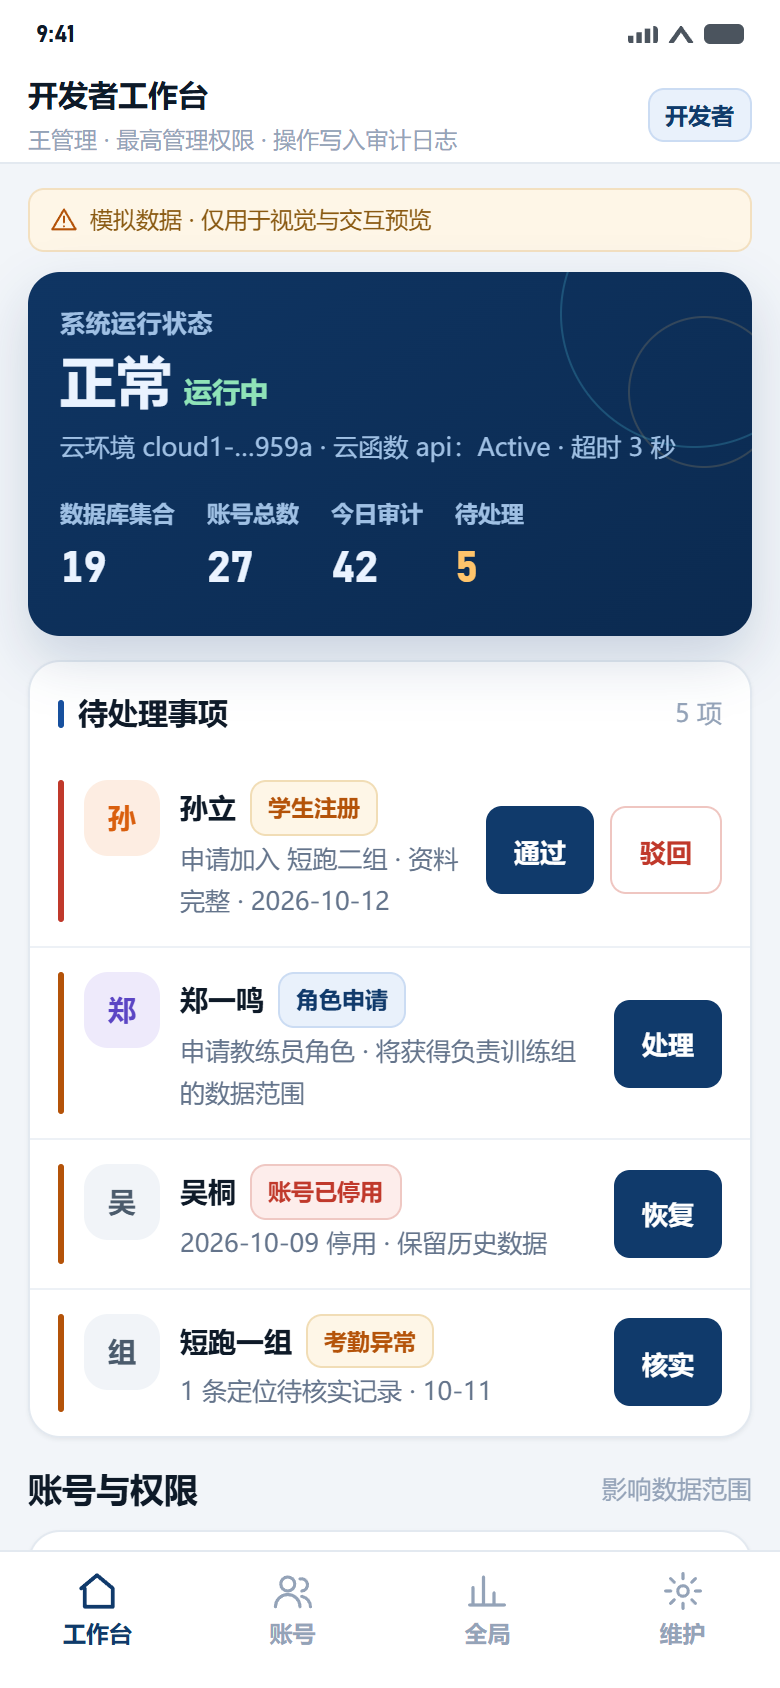 9:41
开发者工作台
王管理 · 最高管理权限 · 操作写入审计日志
开发者
模拟数据 · 仅用于视觉与交互预览
系统运行状态
正常 运行中
云环境 cloud1-...959a · 云函数 api：Active · 超时 3 秒
数据库集合 账号总数 今日审计 待处理
19 27 42 5
待处理事项 5 项
孙
孙立 学生注册
申请加入 短跑二组 · 资料
完整 · 2026-10-12
通过 驳回
郑
郑一鸣 角色申请
申请教练员角色 · 将获得负责训练组
的数据范围
处理
吴
吴桐 账号已停用
2026-10-09 停用 · 保留历史数据
恢复
组
短跑一组 考勤异常
1 条定位待核实记录 · 10-11
核实
账号与权限 影响数据范围
工作台 账号 全局 维护